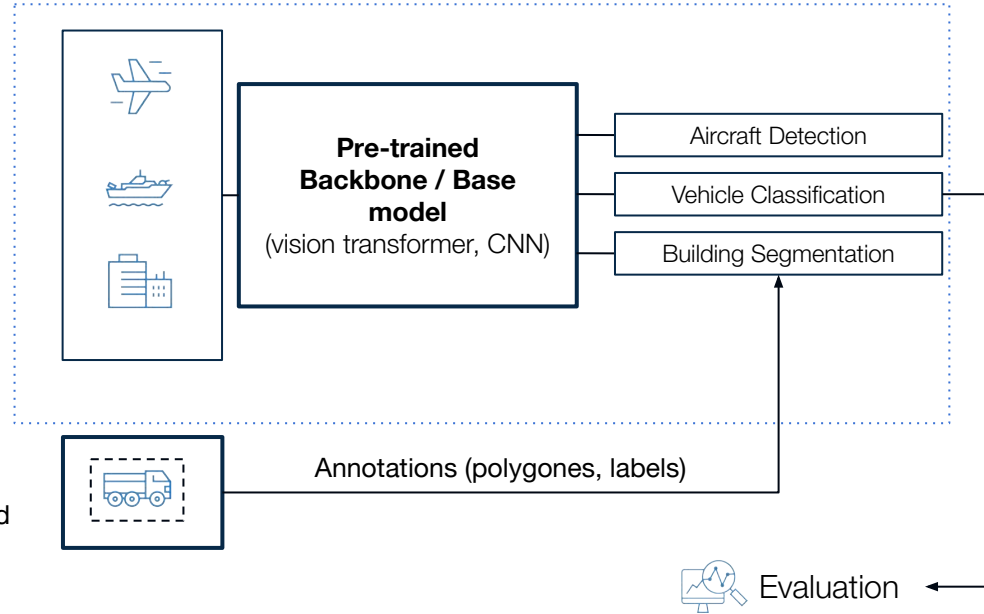 Pre-trained
Backbone / Base
model
(vision transformer, CNN)
Aircraft Detection
Vehicle Classification
Building Segmentation
Annotations (polygones, labels)
d
Evaluation